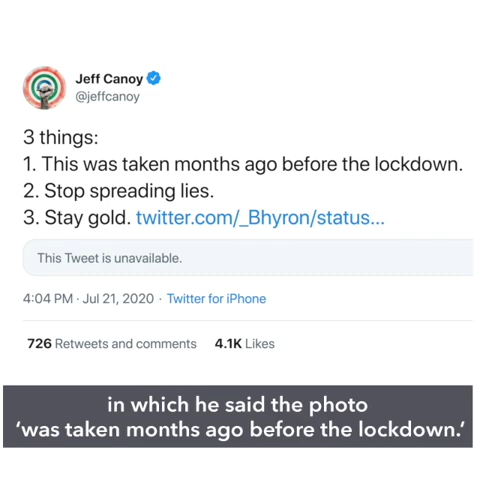 Jeff Canoy
@jeffcanoy
3 things:
1. This was taken months ago before the lockdown.
2. Stop spreading lies.
3. Stay gold. twitter.com/_Bhyron/status...
This Tweet is unavailable.
4:04 PM · Jul 21, 2020 · Twitter for iPhone
726 Retweets and comments 4.1K Likes
in which he said the photo
‘was taken months ago before the lockdown.’